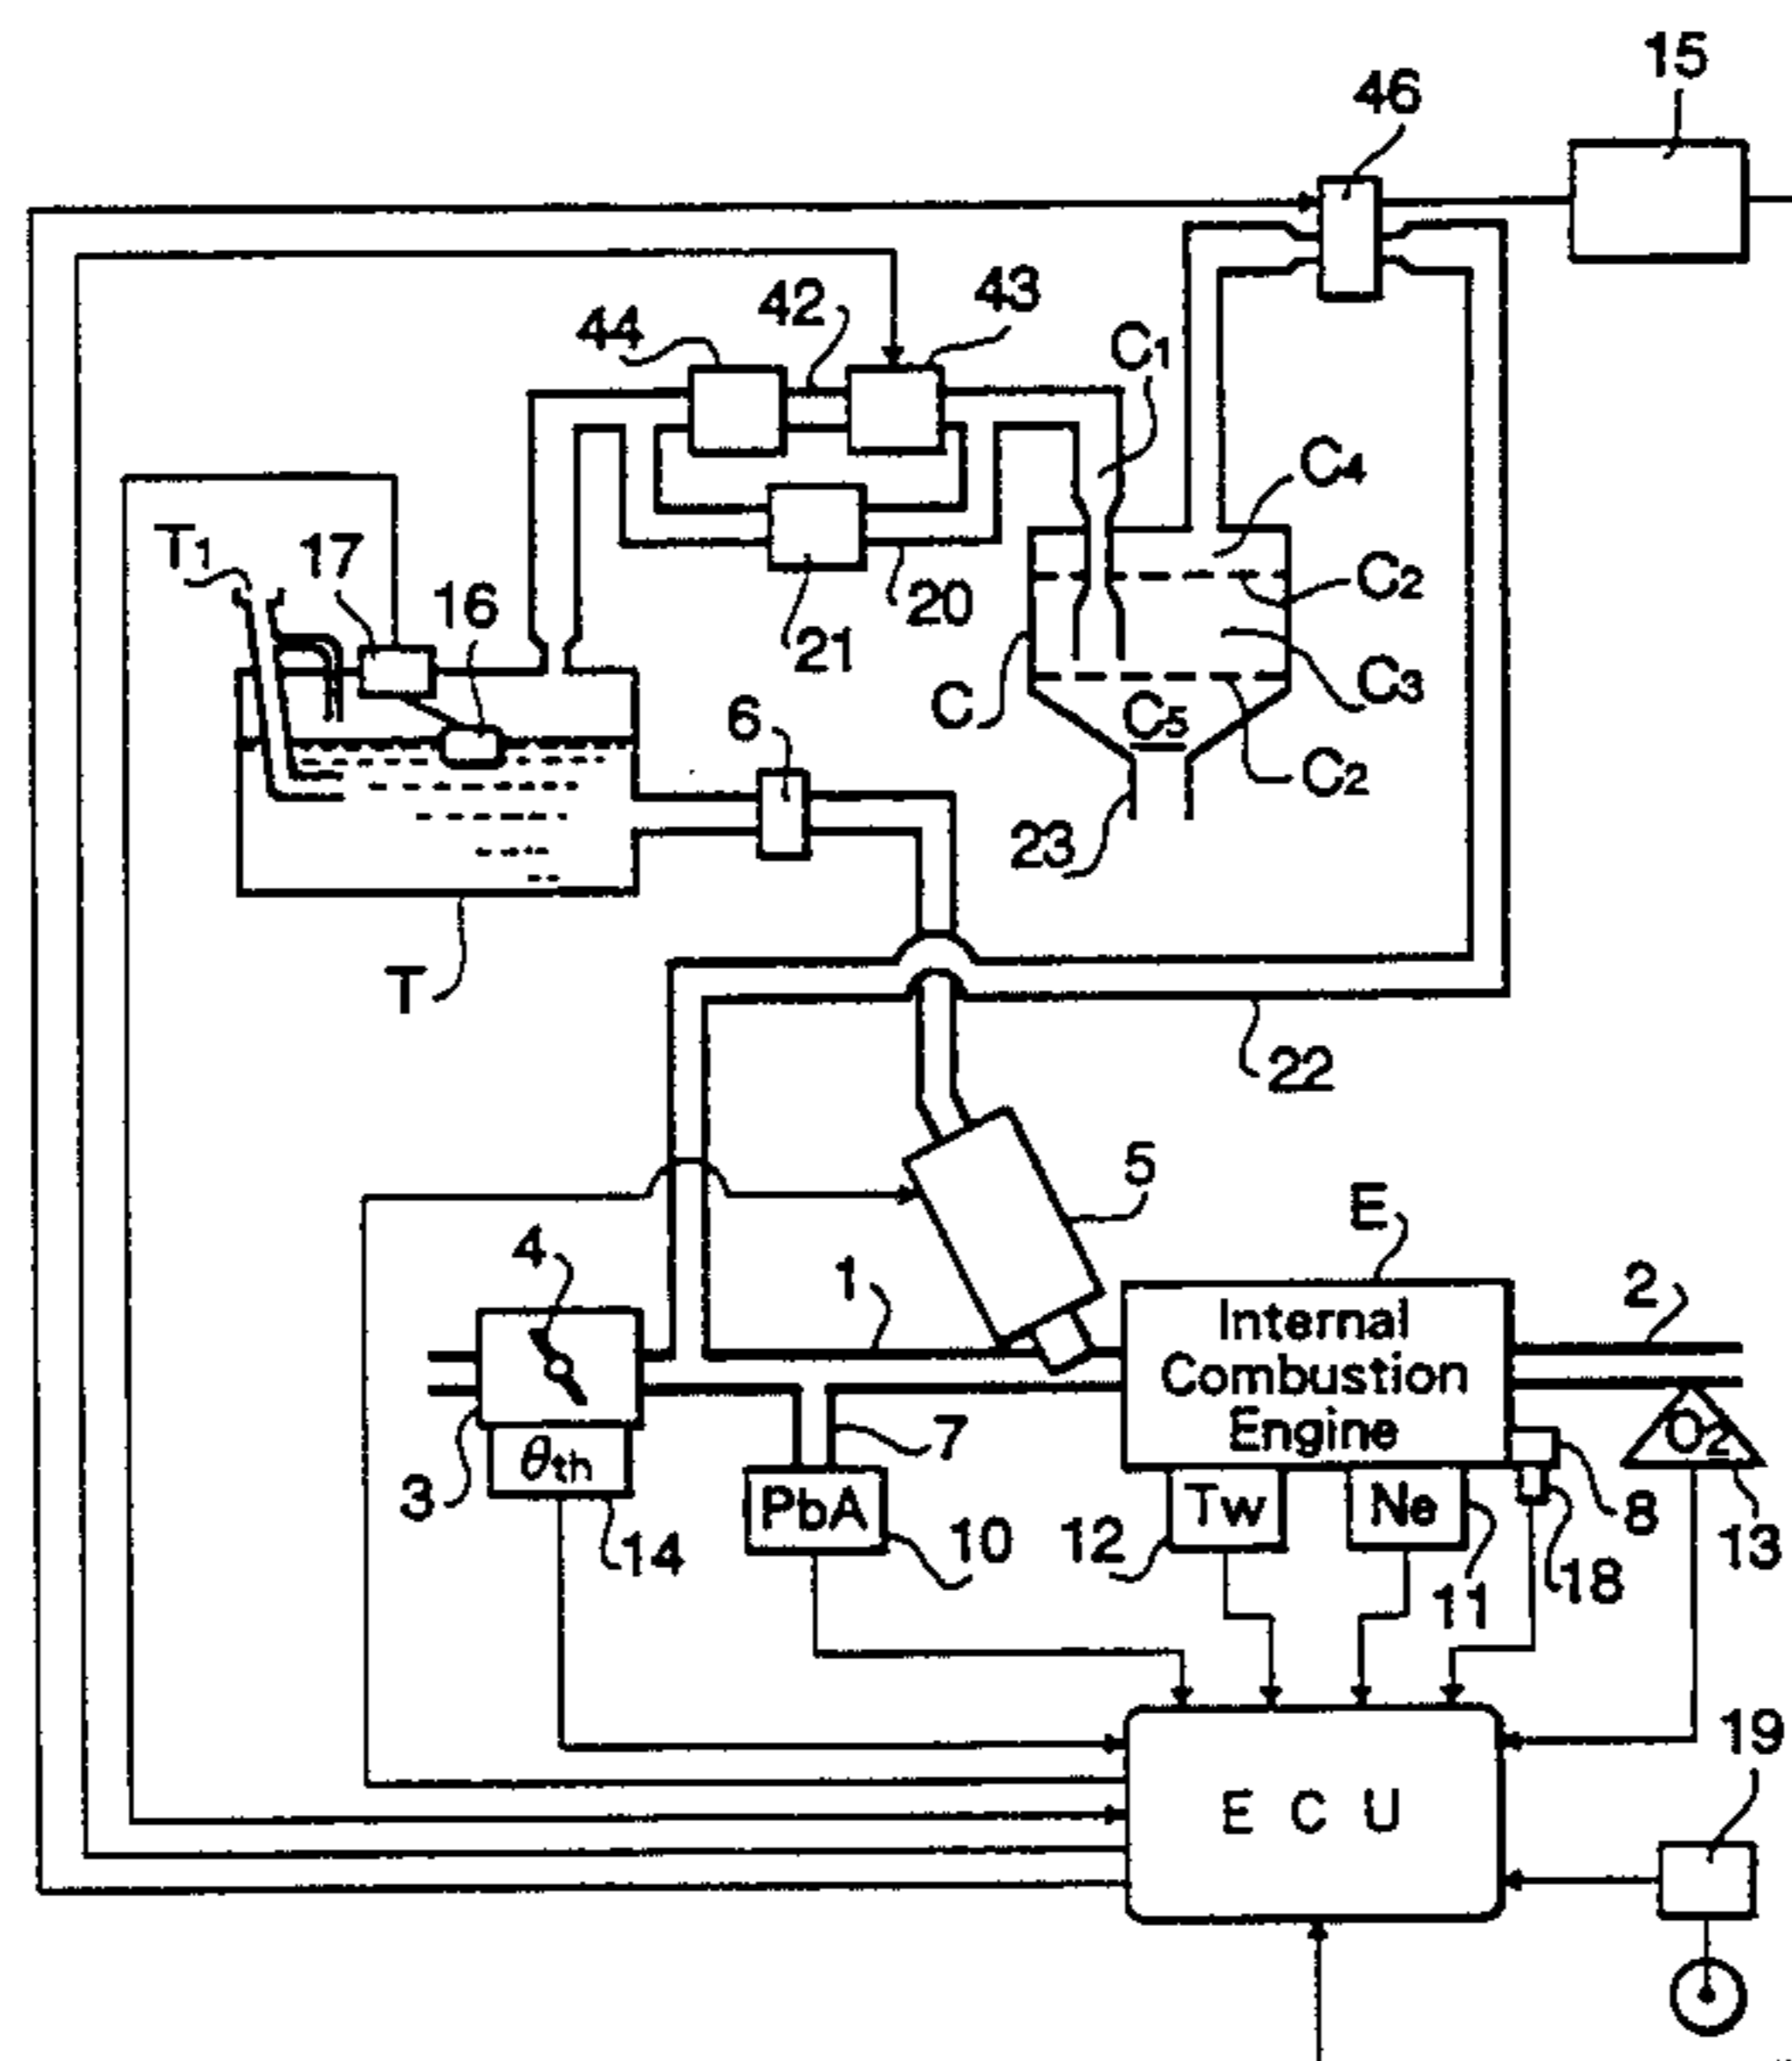 15
46
43
42
44
C1
C4
T1
17
16
C2
20
21
C3
C
6
C5
C2
23
T
22
5
E
4
1
2
Internal
Combustion
Engine
O2
7
θth
3
PbA
Tw
Ne
8
14
10
12
11
18
13
19
E C U